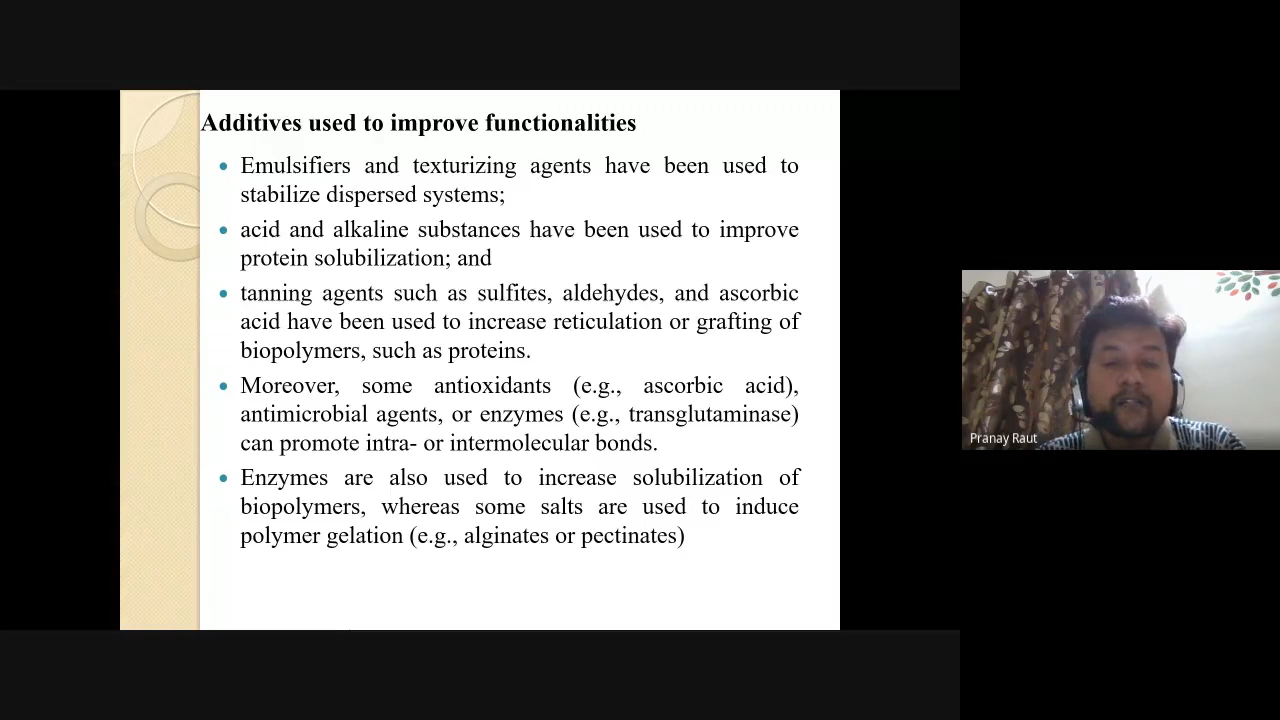 Additives used to improve functionalities
Emulsifiers and texturizing agents have been used to
stabilize dispersed systems;
acid and alkaline substances have been used to improve
protein solubilization; and
tanning agents such as sulfites, aldehydes, and ascorbic
acid have been used to increase reticulation or grafting of
biopolymers, such as proteins.
Moreover, some antioxidants (e.g., ascorbic acid),
antimicrobial agents, or enzymes (e.g., transglutaminase)
can promote intra- or intermolecular bonds.
Enzymes are also used to increase solubilization of
biopolymers, whereas some salts are used to induce
polymer gelation (e.g., alginates or pectinates)
Pranay Raut